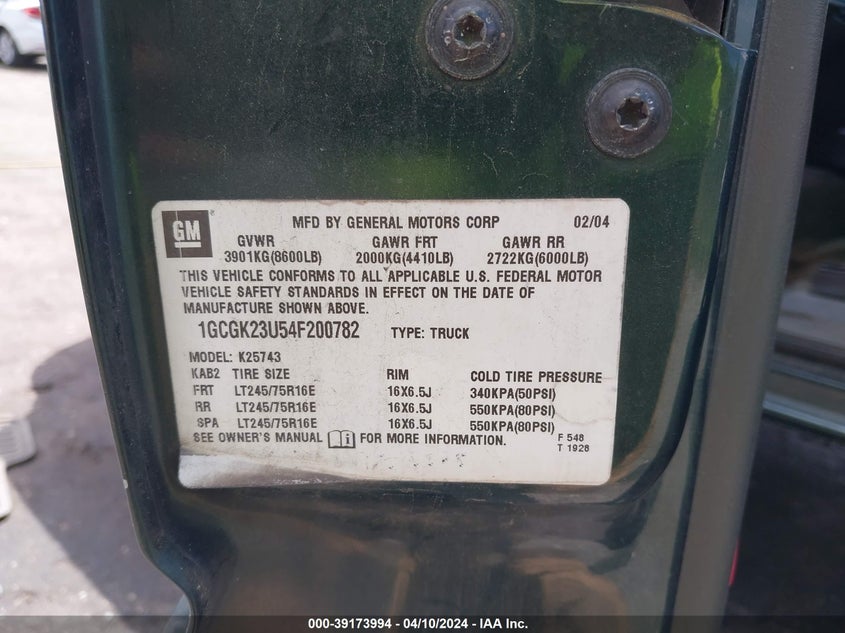 GM
MFD BY GENERAL MOTORS CORP 02/04
GVWR GAWR FRT GAWR RR
3901KG(8600LB) 2000KG(4410LB) 2722KG(6000LB)
THIS VEHICLE CONFORMS TO ALL APPLICABLE U.S. FEDERAL MOTOR
VEHICLE SAFETY STANDARDS IN EFFECT ON THE DATE OF
MANUFACTURE SHOWN ABOVE.
1GCGK23U54F200782 TYPE: TRUCK
MODEL: K25743
KAB2 TIRE SIZE RIM COLD TIRE PRESSURE
FRT LT245/75R16E 16X6.5J 340KPA(50PSI)
RR LT245/75R16E 16X6.5J 550KPA(80PSI)
SPA LT245/75R16E 16X6.5J 550KPA(80PSI)
SEE OWNER'S MANUAL FOR MORE INFORMATION. F 548
T 1928
000-39173994 - 04/10/2024 - IAA Inc.